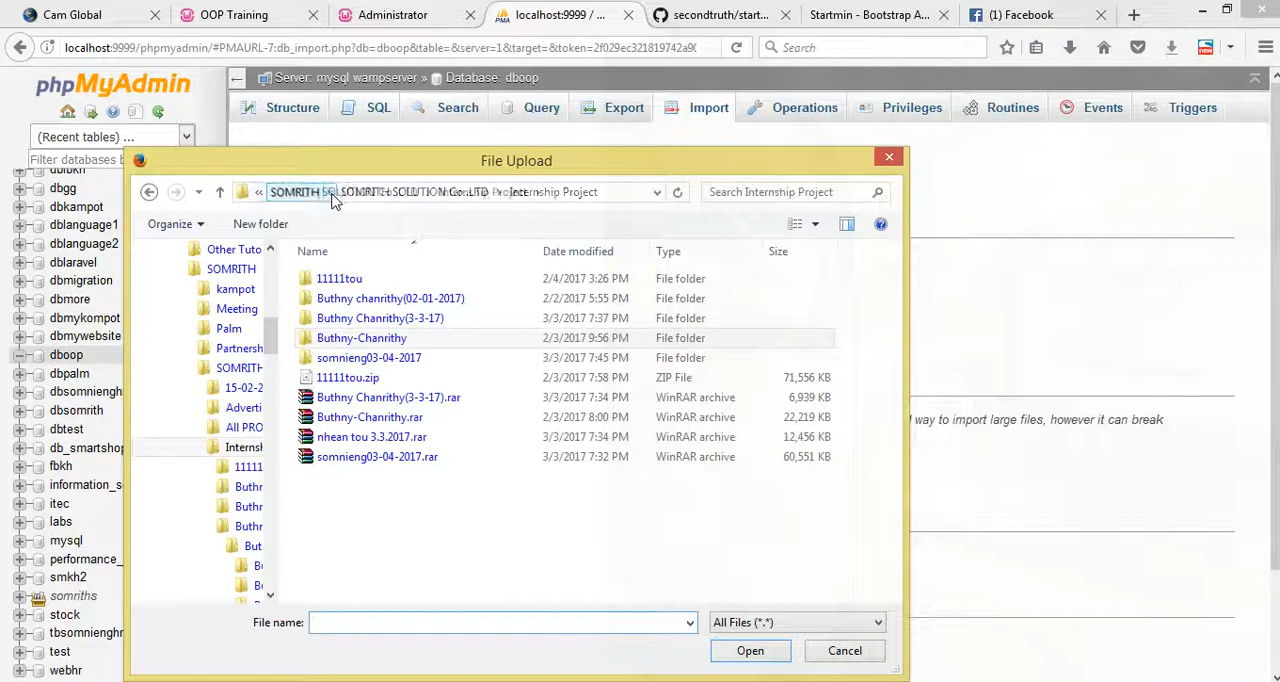 Cam Global
OOP Training
Administrator
localhost:9999 / ...
secondtruth/start...
Startmin - Bootstrap A...
(1) Facebook
localhost:9999/phpmyadmin/#PMAURL-7:db_import.php?db=dboop&table=&server=1&target=&token=2f029ec321819742a90
Search
phpMyAdmin
Server: mysql wampserver » Database: dboop
Structure
SQL
Search
Query
Export
Import
Operations
Privileges
Routines
Events
Triggers
(Recent tables) ...
Filter databases b
dbgg
dbkampot
dblanguage1
dblanguage2
dblaravel
dbmigration
dbmore
dbmykompot
dbmywebsite
dboop
dbpalm
dbsomnieng
dbsomrith
dbtest
db_smartshop
fbkh
information_s
itec
labs
mysql
performance_
smkh2
somriths
stock
tbsomnienghr
test
webhr
File Upload
« SOMRITH
Internship Project
Search Internship Project
Organize
New folder
Other Tuto
SOMRITH
kampot
Meeting
Palm
Partnersh
SOMRITH
15-02-2
Adverti
All PRO
Internsh
11111
Buthr
Buthr
Buthr
But
Name
Date modified
Type
Size
11111tou 2/4/2017 3:26 PM File folder
Buthny chanrithy(02-01-2017) 2/2/2017 5:55 PM File folder
Buthny Chanrithy(3-3-17) 3/3/2017 7:37 PM File folder
Buthny-Chanrithy 2/3/2017 9:56 PM File folder
somnieng03-04-2017 3/3/2017 7:45 PM File folder
11111tou.zip 2/3/2017 7:58 PM ZIP File 71,556 KB
Buthny Chanrithy(3-3-17).rar 3/3/2017 7:34 PM WinRAR archive 6,939 KB
Buthny-Chanrithy.rar 2/3/2017 8:00 PM WinRAR archive 22,219 KB
nhean tou 3.3.2017.rar 3/3/2017 7:34 PM WinRAR archive 12,456 KB
somnieng03-04-2017.rar 3/3/2017 7:32 PM WinRAR archive 60,551 KB
File name:
All Files (*.*)
Open
Cancel
d way to import large files, however it can break